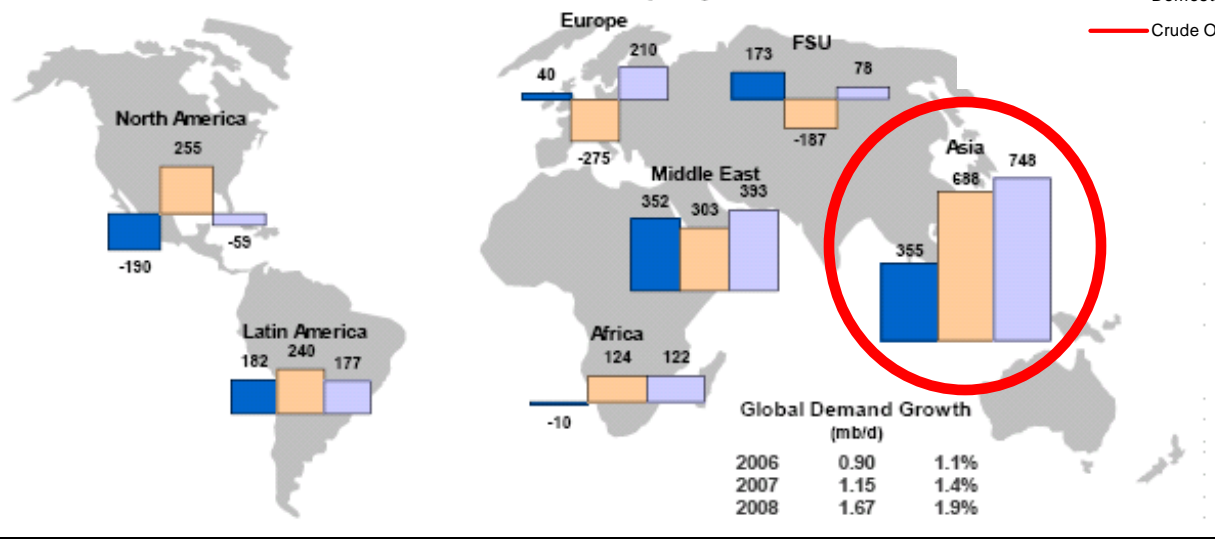 Europe
210
40
FSU
173
78
-275
-187
Crude O
North America
255
-59
-190
Asia
748
688
355
Middle East
393
352
303
Latin America
240
182
177
Africa
124
122
-10
Global Demand Growth
(mb/d)
2006 0.90 1.1%
2007 1.15 1.4%
2008 1.67 1.9%